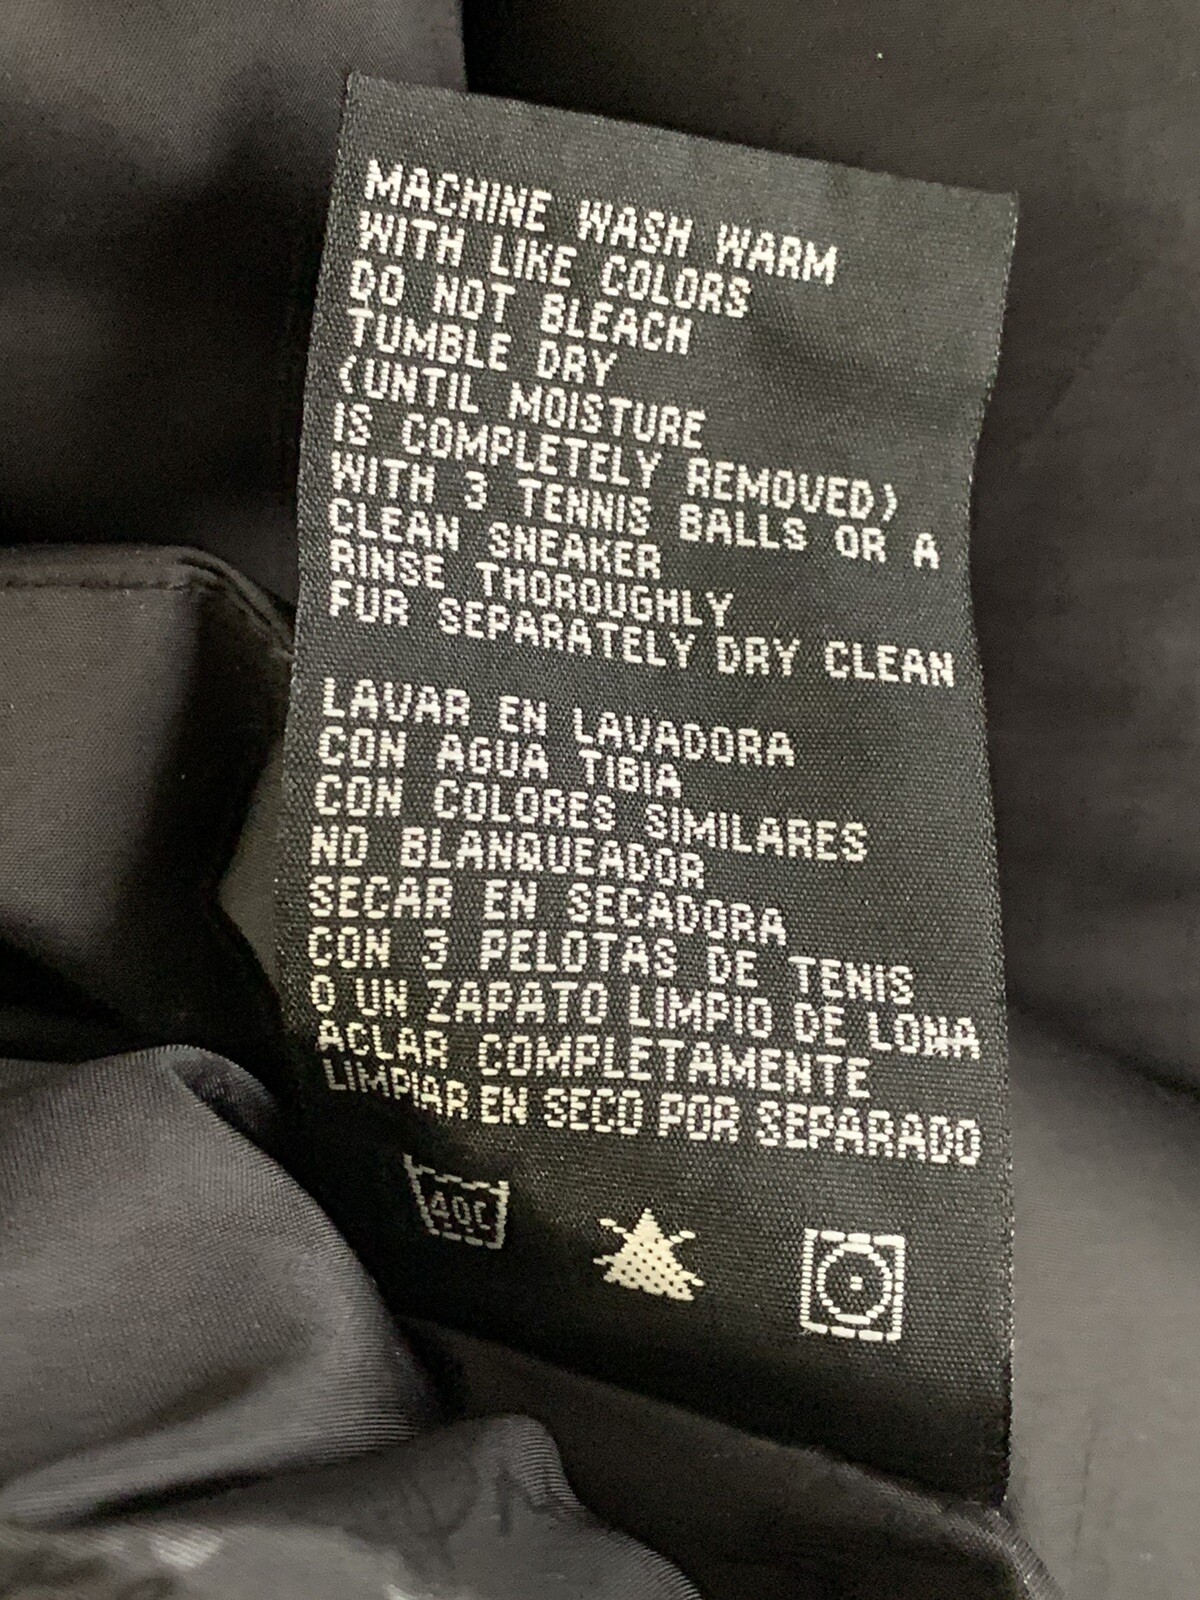 MACHINE WASH WARM
WITH LIKE COLORS
DO NOT BLEACH
TUMBLE DRY
(UNTIL MOISTURE
IS COMPLETELY REMOVED)
WITH 3 TENNIS BALLS OR A
CLEAN SNEAKER
RINSE THOROUGHLY
FUR SEPARATELY DRY CLEAN
LAVAR EN LAVADORA
CON AGUA TIBIA
CON COLORES SIMILARES
NO BLANQUEADOR
SECAR EN SECADORA
CON 3 PELOTAS DE TENIS
O UN ZAPATO LIMPIO DE LONA
ACLAR COMPLETAMENTE
LIMPIAR EN SECO POR SEPARADO
40C